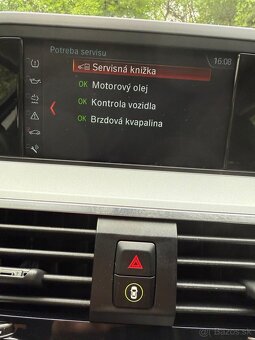 Potreba servisu
16:08
Servisná knižka
OK Motorový olej
OK Kontrola vozidla
OK Brzdová kvapalina